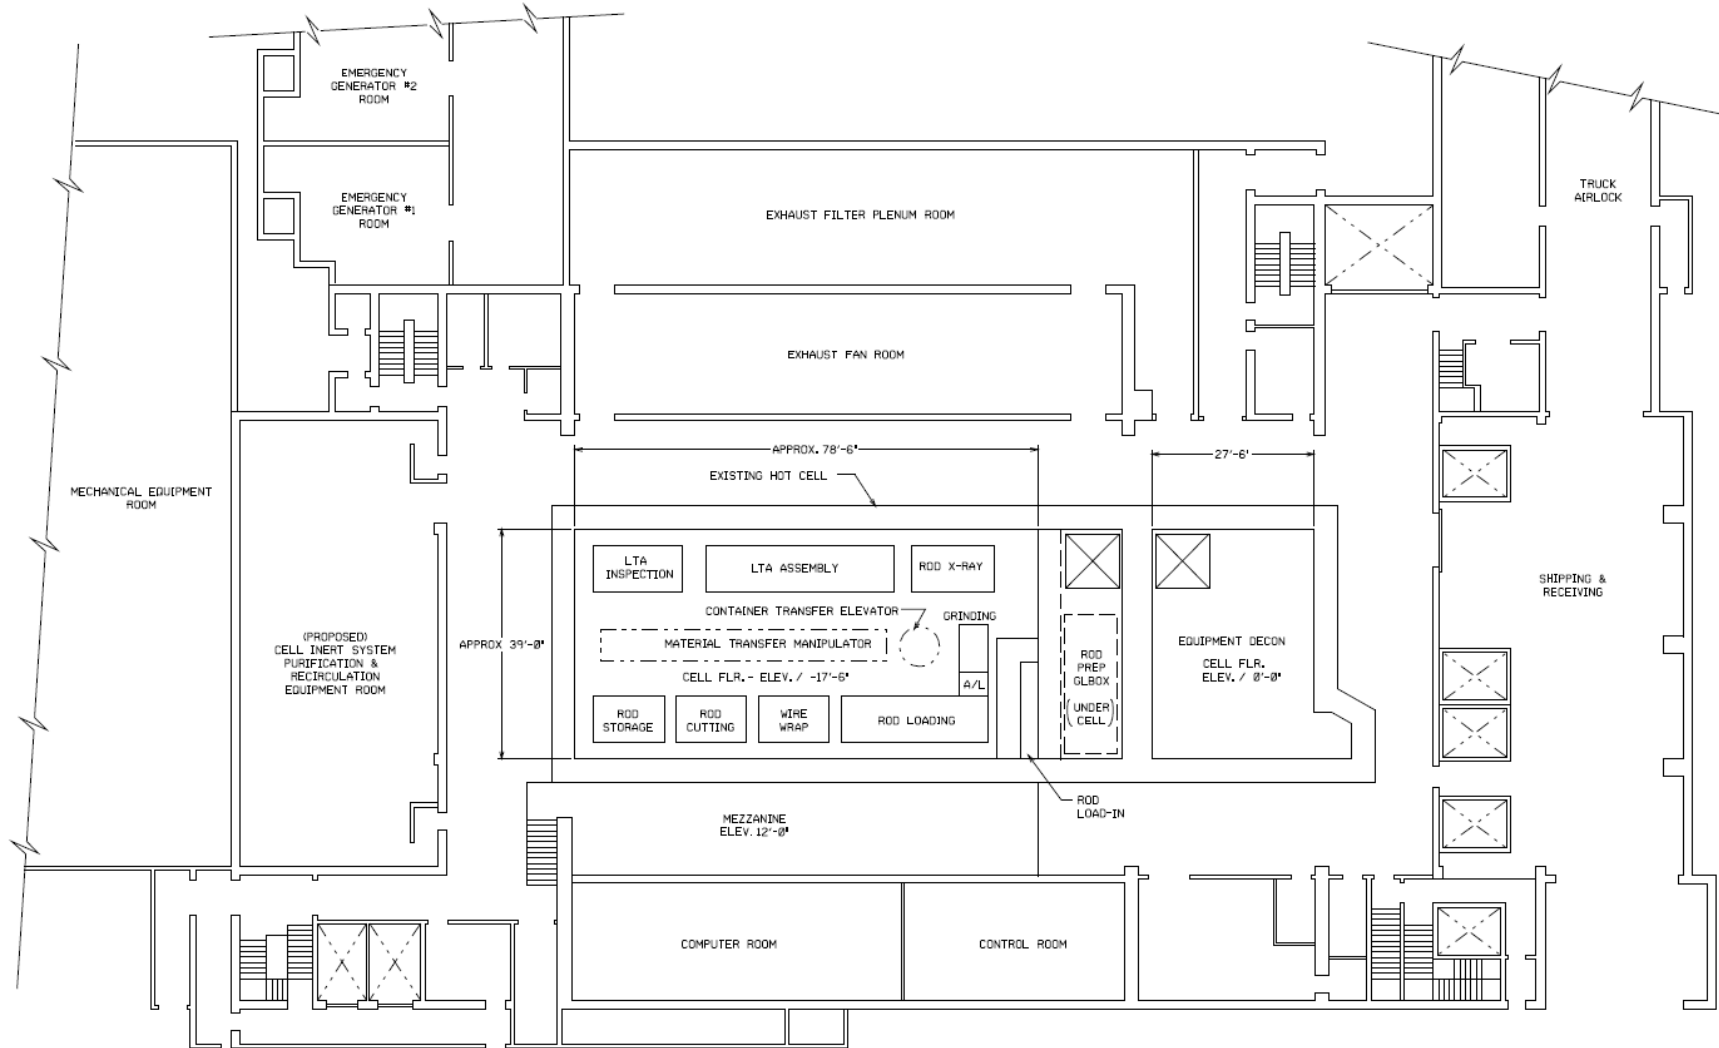 EMERGENCY
GENERATOR #2
ROOM
EMERGENCY
GENERATOR #1
ROOM
EXHAUST FILTER PLENUM ROOM
TRUCK
AIRLOCK
EXHAUST FAN ROOM
APPROX. 78'-6"
27'-6"
EXISTING HOT CELL
MECHANICAL EQUIPMENT
ROOM
LTA
INSPECTION
LTA ASSEMBLY
ROD X-RAY
SHIPPING &
RECEIVING
CONTAINER TRANSFER ELEVATOR
GRINDING
(PROPOSED)
CELL INERT SYSTEM
PURIFICATION &
RECIRCULATION
EQUIPMENT ROOM
APPROX 39'-0"
MATERIAL TRANSFER MANIPULATOR
CELL FLR.- ELEV./ -17'-6"
A/L
ROD
PREP
GLBOX
(UNDER
CELL)
EQUIPMENT DECON
CELL FLR.
ELEV. / 0'-0"
ROD
STORAGE
ROD
CUTTING
WIRE
WRAP
ROD LOADING
ROD
LOAD-IN
MEZZANINE
ELEV. 12'-0"
COMPUTER ROOM
CONTROL ROOM